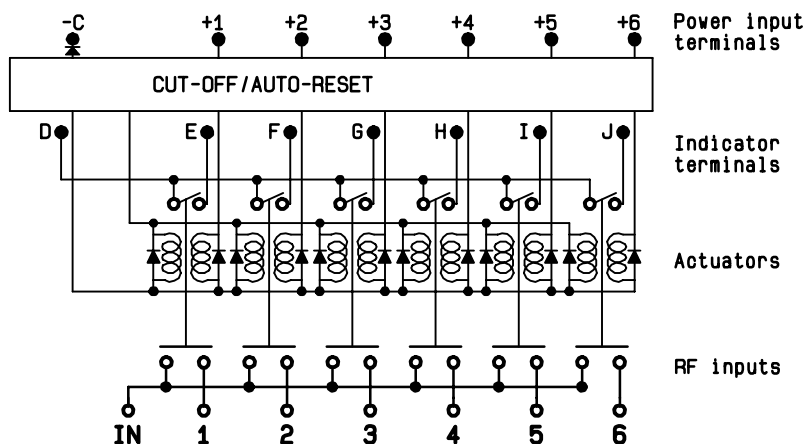 -C +1 +2 +3 +4 +5 +6 Power input
terminals
CUT-OFF/AUTO-RESET
D E F G H I J Indicator
terminals
Actuators
RF inputs
IN 1 2 3 4 5 6